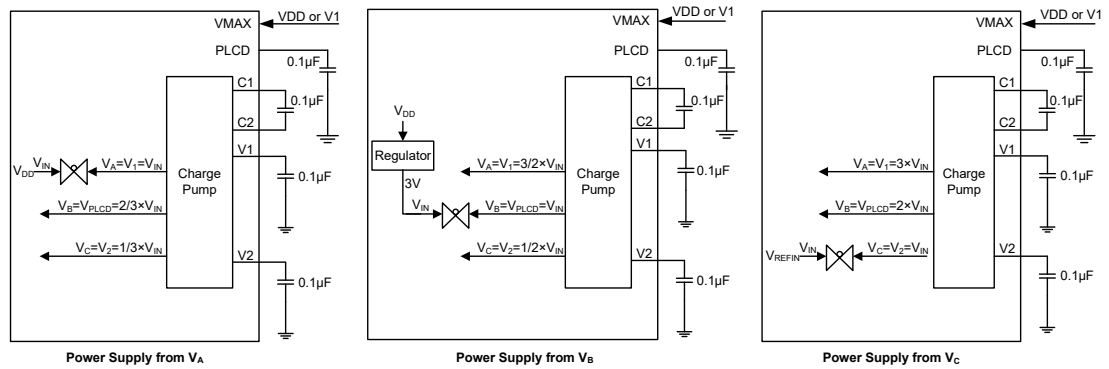 VMAX
VDD or V1
PLCD
0.1μF
C1
0.1μF
C2
V1
VDD
VIN
VA=V1=VIN
Charge
Pump
0.1μF
VB=VPLCD=2/3×VIN
VC=V2=1/3×VIN
V2
0.1μF
Power Supply from VA
VMAX
VDD or V1
PLCD
0.1μF
C1
0.1μF
C2
VDD
V1
Regulator
VA=V1=3/2×VIN
Charge
Pump
0.1μF
3V
VIN
VB=VPLCD=VIN
VC=V2=1/2×VIN
V2
0.1μF
Power Supply from VB
VMAX
VDD or V1
PLCD
0.1μF
C1
0.1μF
C2
V1
VA=V1=3×VIN
Charge
Pump
0.1μF
VB=VPLCD=2×VIN
VREFIN
VIN
VC=V2=VIN
V2
0.1μF
Power Supply from VC